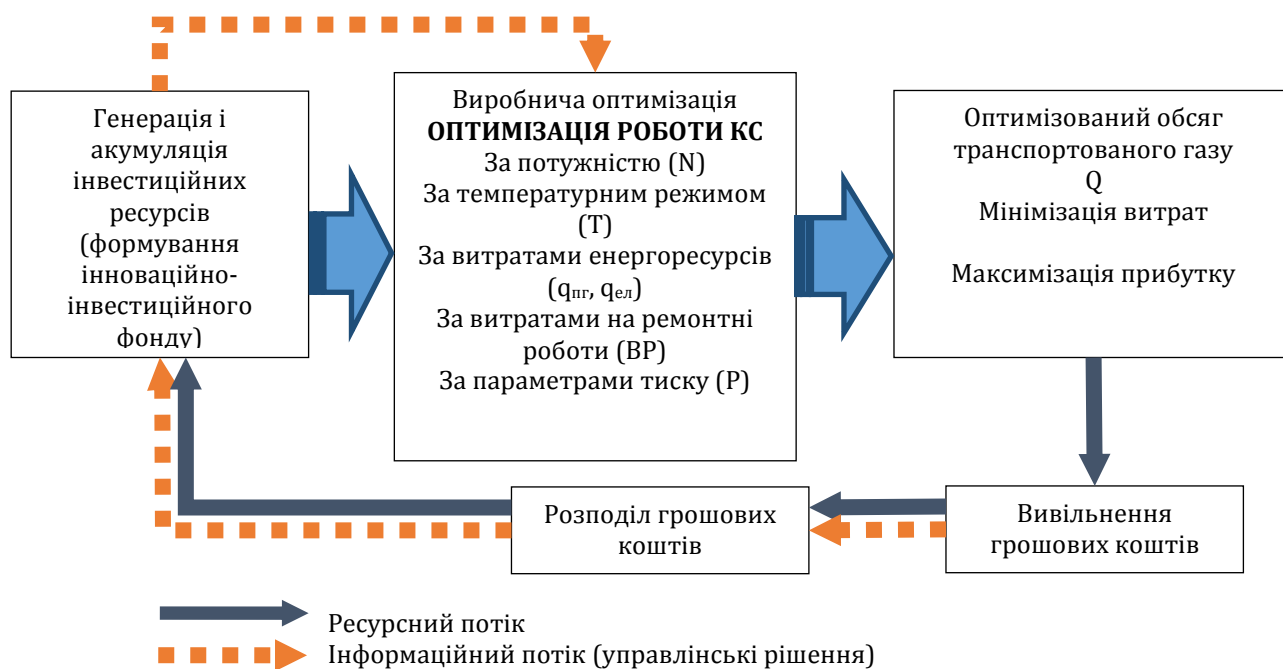 Генерація і
акумуляція
інвестиційних
ресурсів
(формування
інноваційно-
інвестиційного
фонду)
Виробнича оптимізація
ОПТИМІЗАЦІЯ РОБОТИ КС
За потужністю (N)
За температурним режимом
(Т)
За витратами енергоресурсів
(qпг, qел)
За витратами на ремонтні
роботи (ВР)
За параметрами тиску (Р)
Оптимізований обсяг
транспортованого газу
Q
Мінімізація витрат
Максимізація прибутку
Розподіл грошових
коштів
Вивільнення
грошових коштів
Ресурсний потік
Інформаційний потік (управлінські рішення)